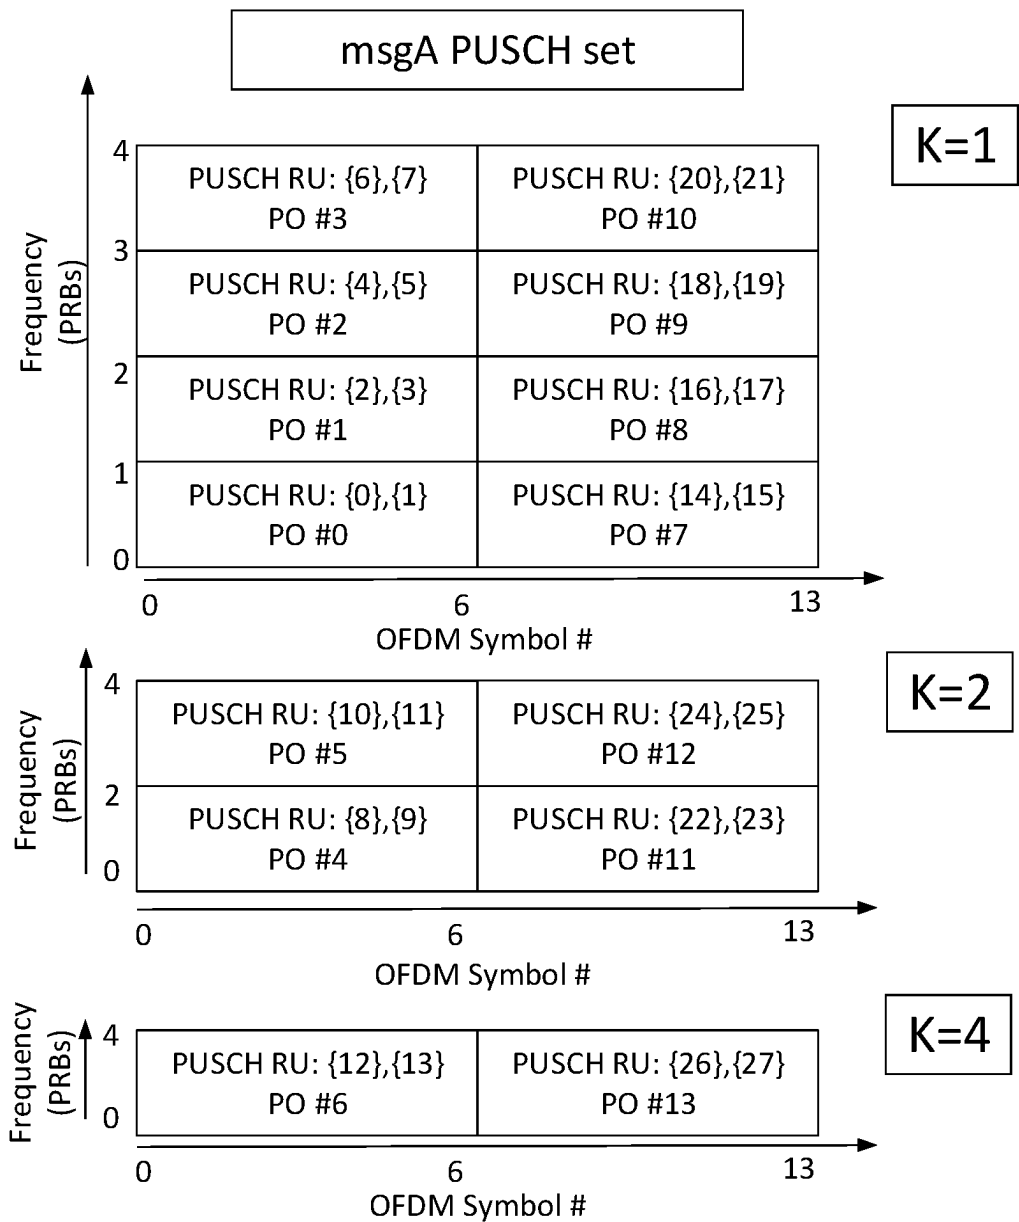 msgA PUSCH set
K=1
Frequency
(PRBs)
4
3
2
1
0
PUSCH RU: {6},{7}
PO #3
PUSCH RU: {20},{21}
PO #10
PUSCH RU: {4},{5}
PO #2
PUSCH RU: {18},{19}
PO #9
PUSCH RU: {2},{3}
PO #1
PUSCH RU: {16},{17}
PO #8
PUSCH RU: {0},{1}
PO #0
PUSCH RU: {14},{15}
PO #7
0
6
13
OFDM Symbol #
K=2
Frequency
(PRBs)
4
2
0
PUSCH RU: {10},{11}
PO #5
PUSCH RU: {24},{25}
PO #12
PUSCH RU: {8},{9}
PO #4
PUSCH RU: {22},{23}
PO #11
0
6
13
OFDM Symbol #
K=4
Frequency
(PRBs)
4
0
PUSCH RU: {12},{13}
PO #6
PUSCH RU: {26},{27}
PO #13
0
6
13
OFDM Symbol #